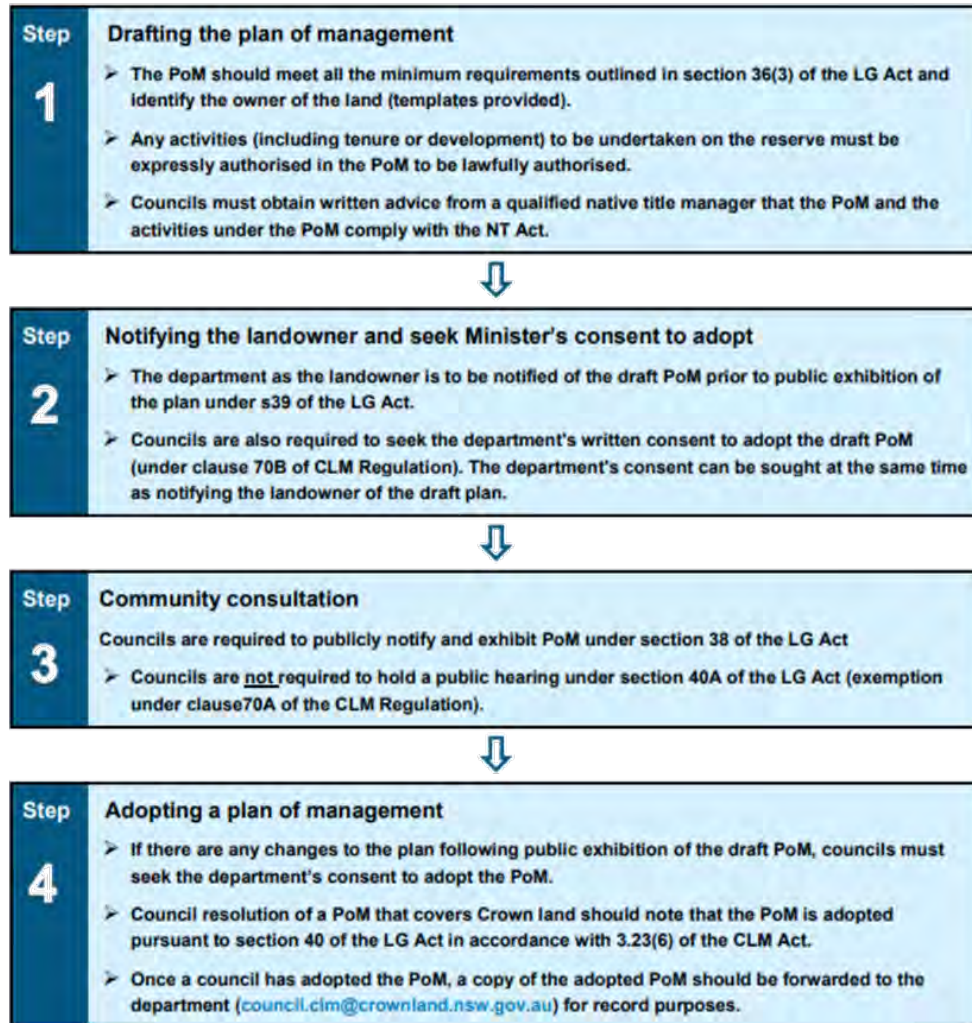 Step
1
Drafting the plan of management
➢ The PoM should meet all the minimum requirements outlined in section 36(3) of the LG Act and
identify the owner of the land (templates provided).
➢ Any activities (including tenure or development) to be undertaken on the reserve must be
expressly authorised in the PoM to be lawfully authorised.
➢ Councils must obtain written advice from a qualified native title manager that the PoM and the
activities under the PoM comply with the NT Act.
Step
2
Notifying the landowner and seek Minister's consent to adopt
➢ The department as the landowner is to be notified of the draft PoM prior to public exhibition of
the plan under s39 of the LG Act.
➢ Councils are also required to seek the department's written consent to adopt the draft PoM
(under clause 70B of CLM Regulation). The department's consent can be sought at the same time
as notifying the landowner of the draft plan.
Step
3
Community consultation
Councils are required to publicly notify and exhibit PoM under section 38 of the LG Act
➢ Councils are not required to hold a public hearing under section 40A of the LG Act (exemption
under clause70A of the CLM Regulation).
Step
4
Adopting a plan of management
➢ If there are any changes to the plan following public exhibition of the draft PoM, councils must
seek the department's consent to adopt the PoM.
➢ Council resolution of a PoM that covers Crown land should note that the PoM is adopted
pursuant to section 40 of the LG Act in accordance with 3.23(6) of the CLM Act.
➢ Once a council has adopted the PoM, a copy of the adopted PoM should be forwarded to the
department (council.clm@crownland.nsw.gov.au) for record purposes.